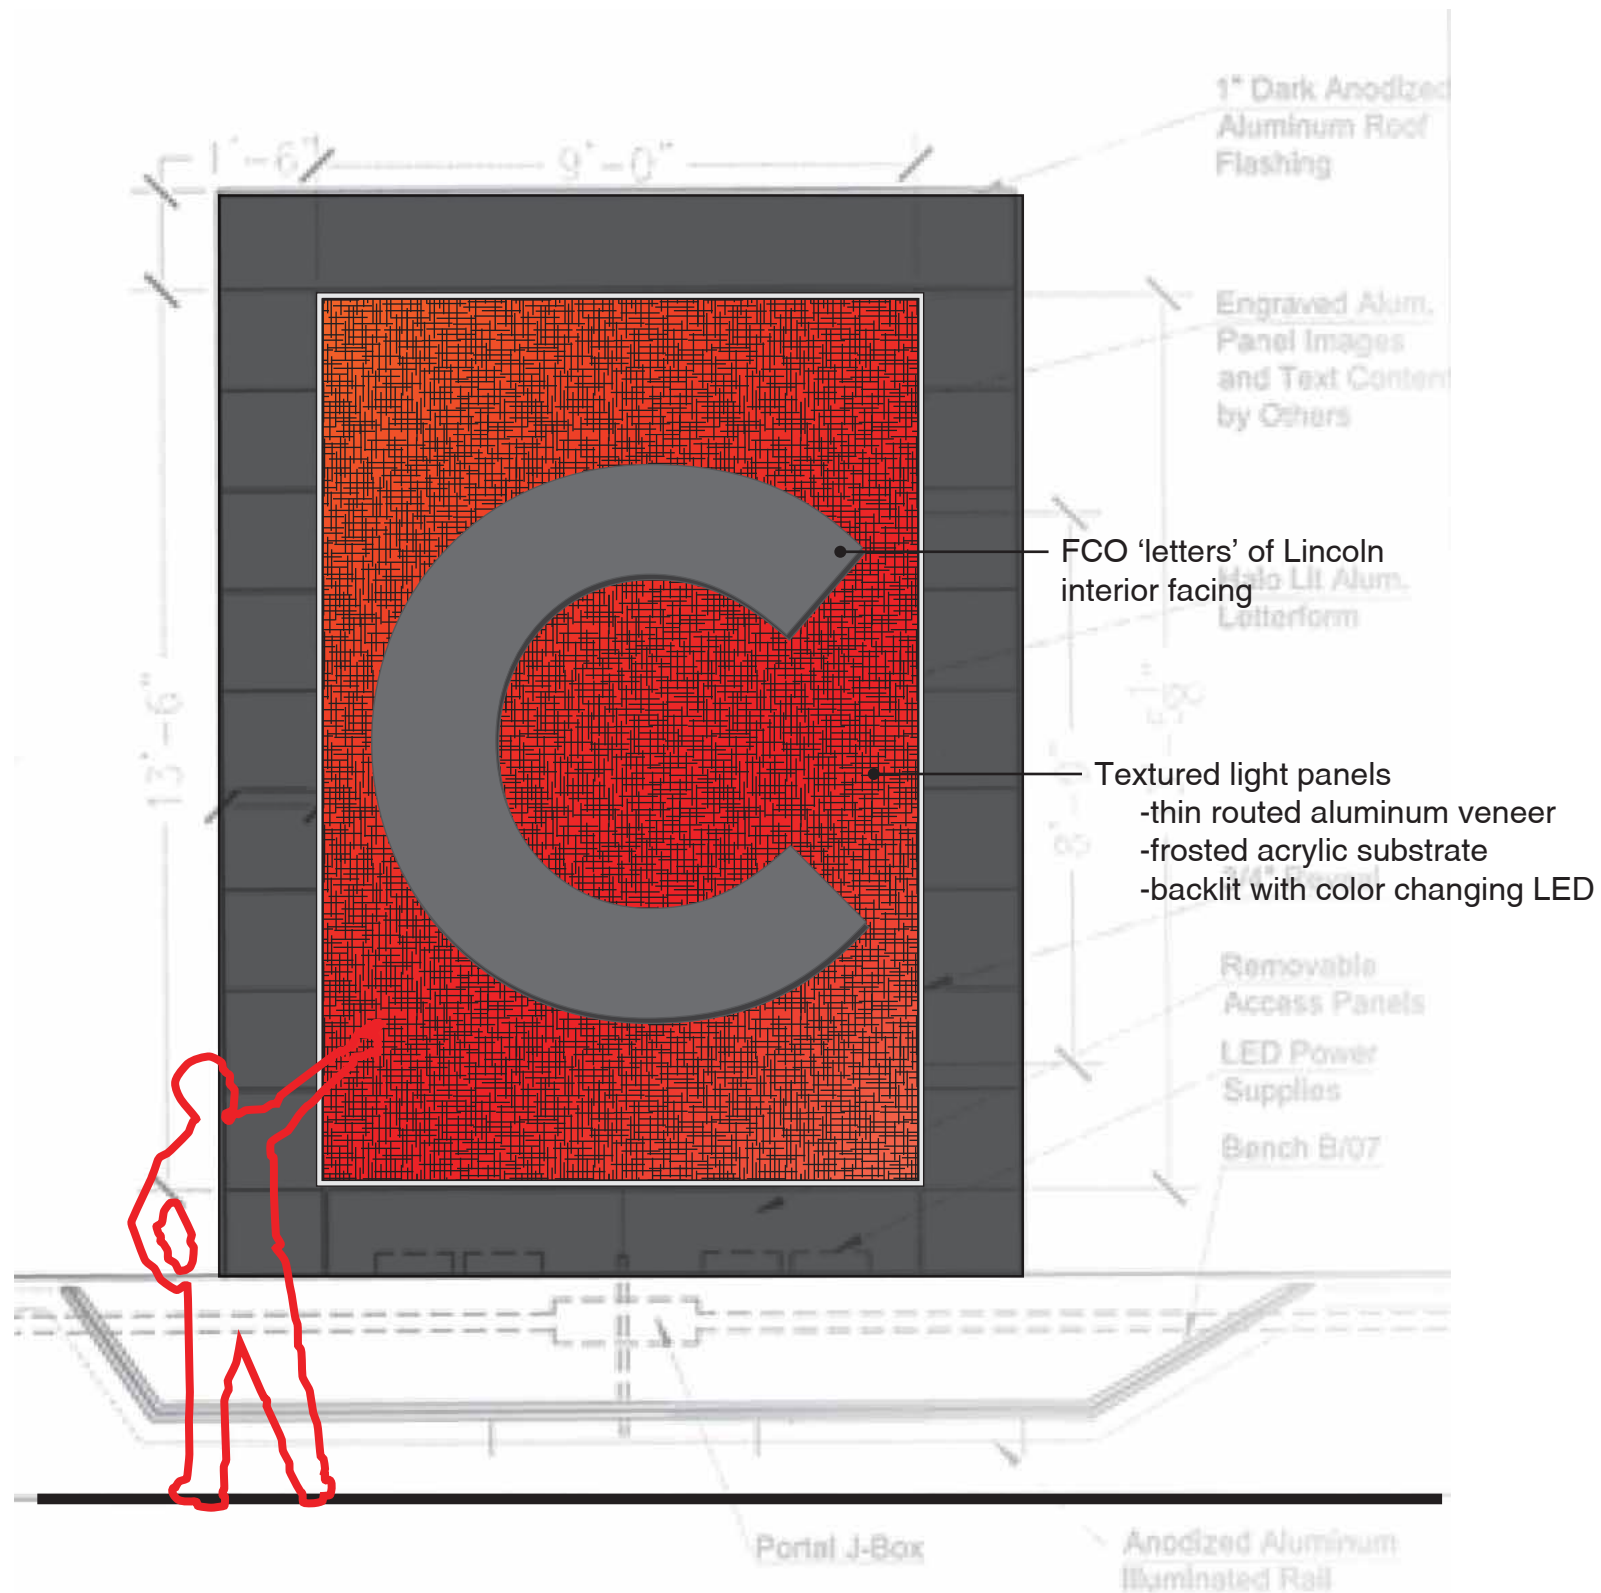 1" Dark Anodized
Aluminum Roof
Flashing
1'-6"
9'-0"
Engraved Alum.
Panel Images
and Text Content
by Others
C
FCO ‘letters’ of Lincoln
interior facing
Halo Lit Alum.
Letterform
13'-6"
Textured light panels
-thin routed aluminum veneer
-frosted acrylic substrate
-backlit with color changing LED
3/4" Reveal
Removable
Access Panels
LED Power
Supplies
Bench B/07
Portal J-Box
Anodized Aluminum
Illuminated Rail